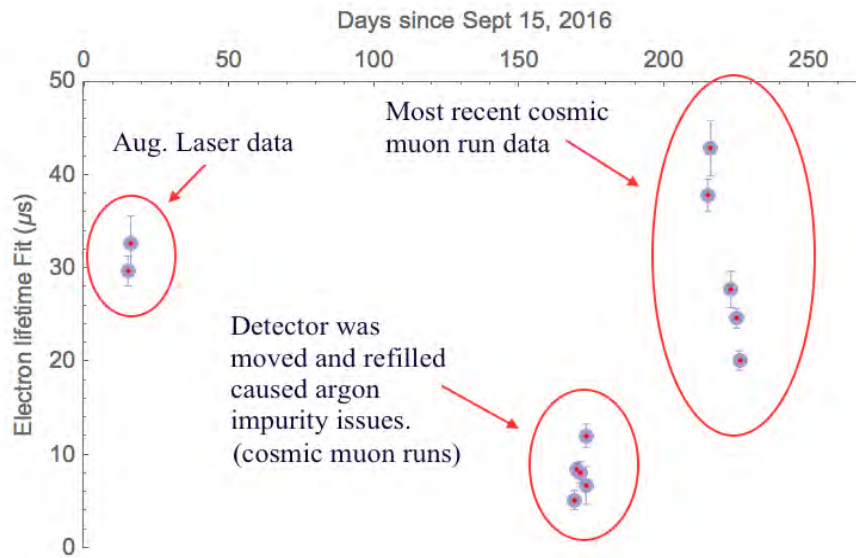 Days since Sept 15, 2016
0 50 100 150 200 250
50
40
30
20
10
0
Electron lifetime Fit (μs)
Aug. Laser data
Most recent cosmic
muon run data
Detector was
moved and refilled
caused argon
impurity issues.
(cosmic muon runs)